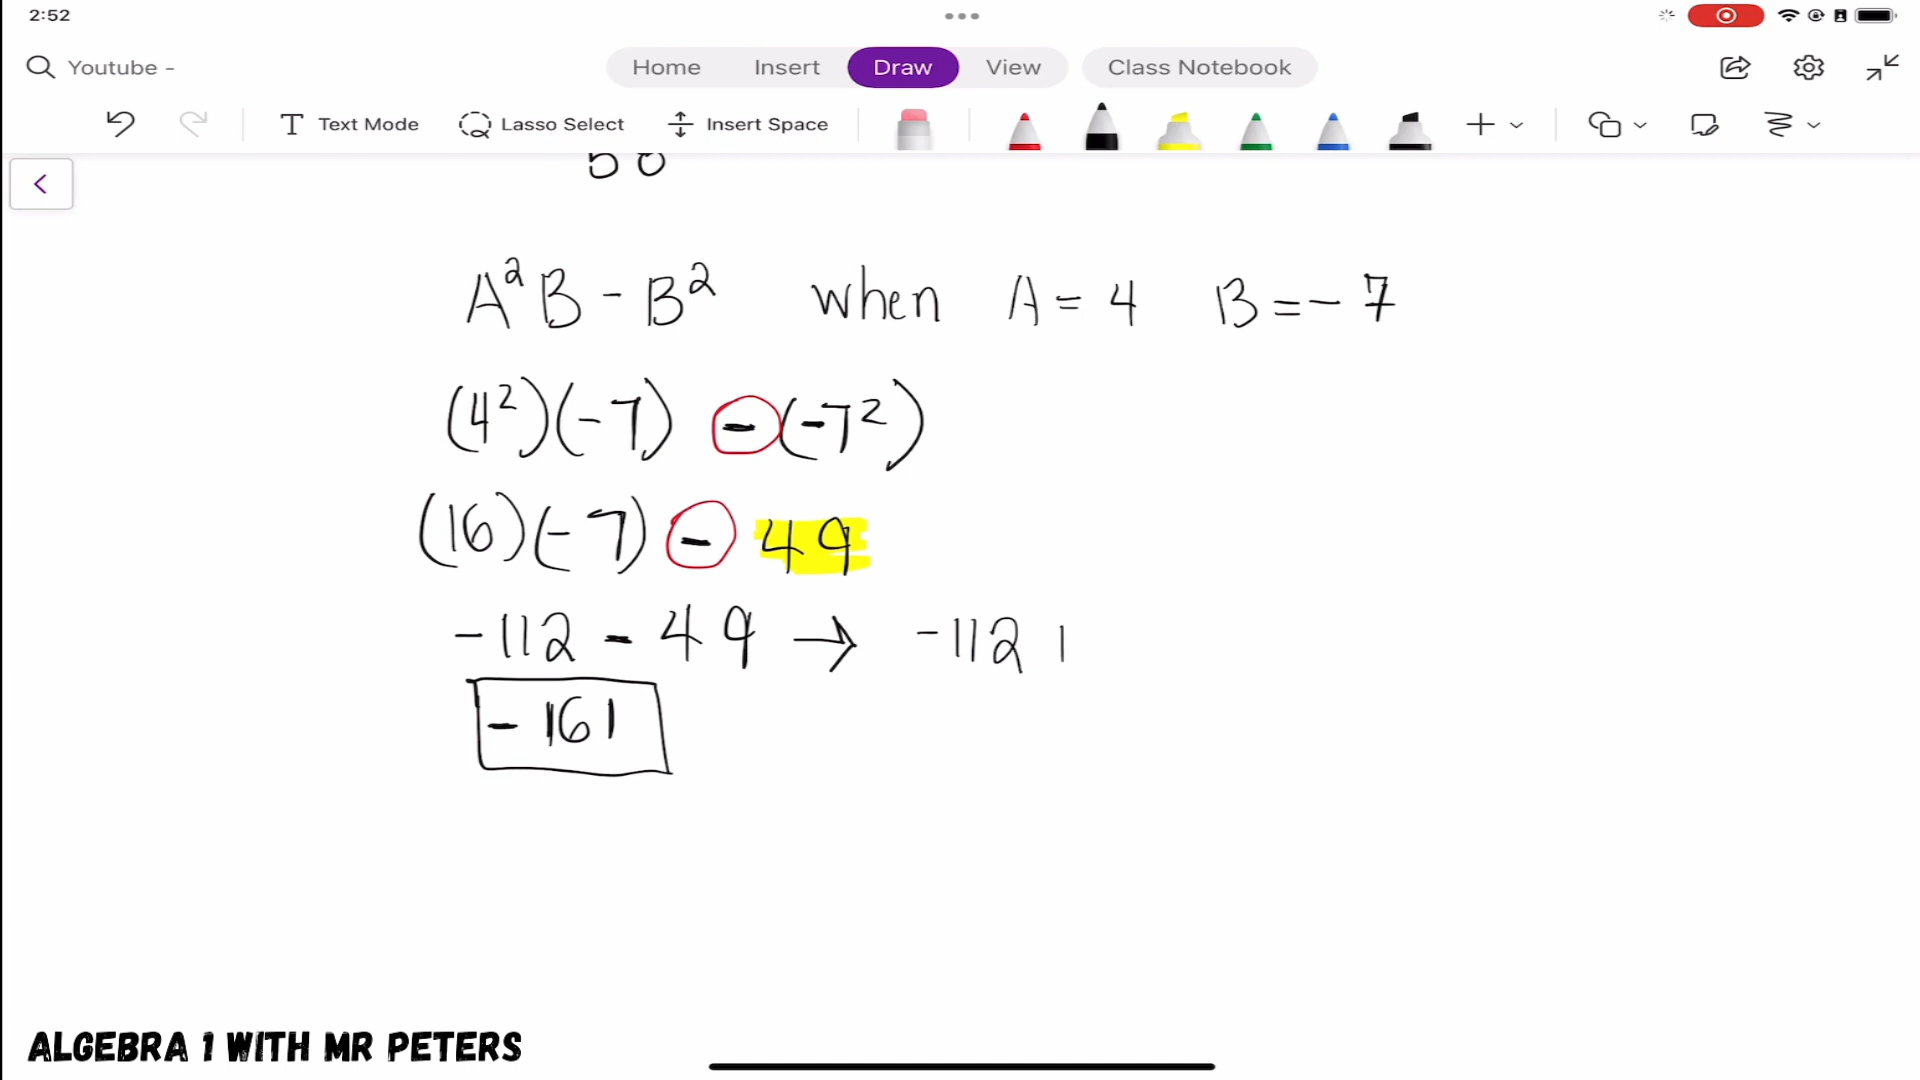 2:52
Youtube -
Home Insert Draw View Class Notebook
Text Mode Lasso Select Insert Space
50
A²B - B² when A = 4 B = - 7
(4²)(-7) - (-7²)
(16)(-7) - 49
-112 - 49 → -112 |
-161
ALGEBRA 1 WITH MR PETERS